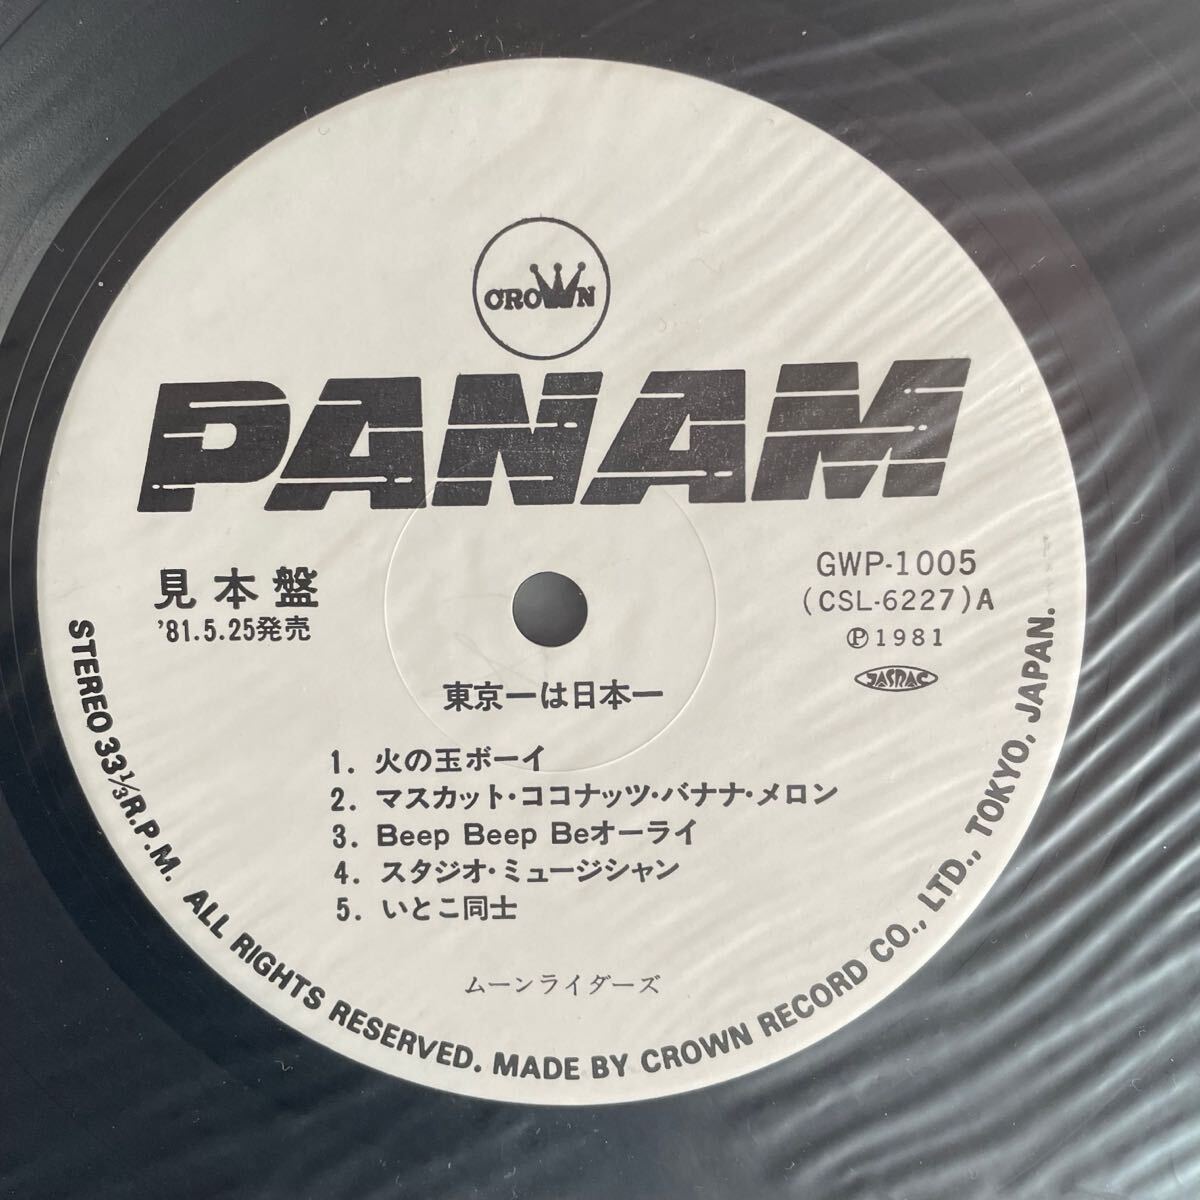 CROWN
PANAM
見本盤
'81.5.25発売
GWP-1005
(CSL-6227)A
Ⓟ1981
JASRAC
東京一は日本一
1. 火の玉ボーイ
2. マスカット・ココナッツ・バナナ・メロン
3. Beep Beep Beオーライ
4. スタジオ・ミュージシャン
5. いとこ同士
ムーンライダーズ
STEREO 33⅓R.P.M. ALL RIGHTS RESERVED. MADE BY CROWN RECORD CO., LTD., TOKYO, JAPAN.